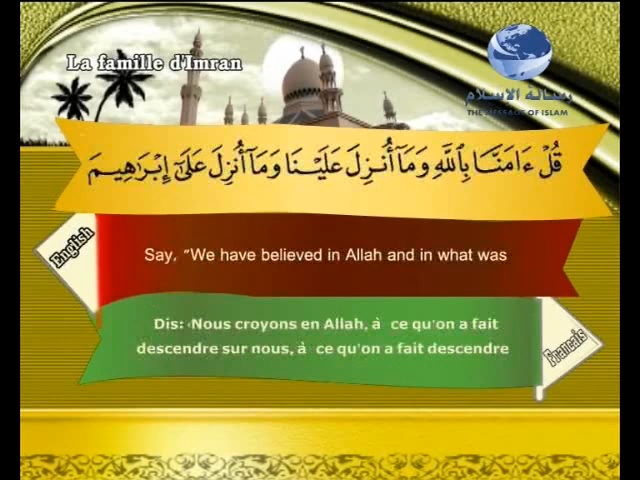 La famille d'Imran
رسالة الاسلام
THE MESSAGE OF ISLAM
قُلْ ءَامَنَّا بِٱللَّهِ وَمَآ أُنزِلَ عَلَيْنَا وَمَآ أُنزِلَ عَلَىٰٓ إِبْرَٰهِيمَ
English
Say, "We have believed in Allah and in what was
Dis: «Nous croyons en Allah, à ce qu'on a fait
descendre sur nous, à ce qu'on a fait descendre
Francais